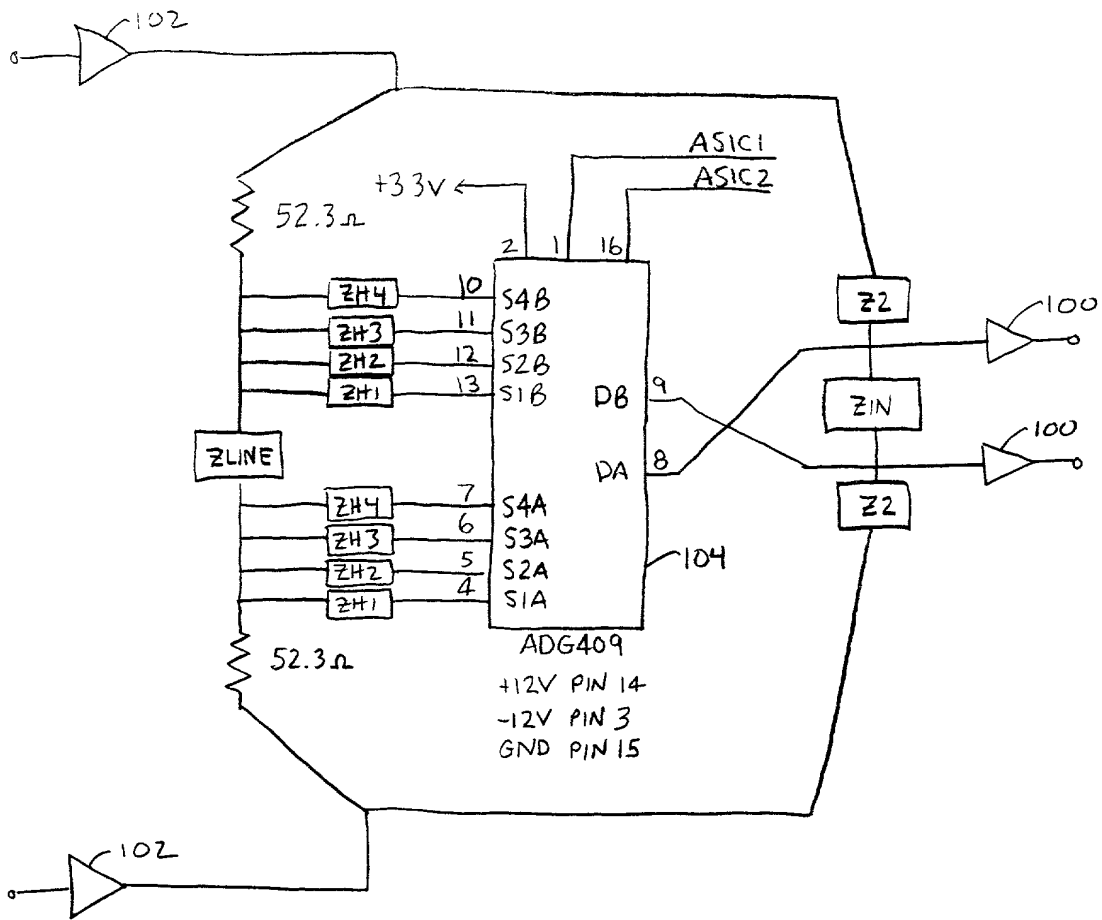 102
ASIC1
+33V
ASIC2
52.3Ω
2
1
16
ZH4
10
S4B
Z2
100
ZH3
11
S3B
ZH2
12
S2B
ZH1
13
S1B
DB
9
ZIN
100
ZLINE
DA
8
ZH4
7
S4A
Z2
ZH3
6
S3A
ZH2
5
S2A
104
ZH1
4
S1A
52.3Ω
ADG409
+12V PIN 14
-12V PIN 3
GND PIN 15
102